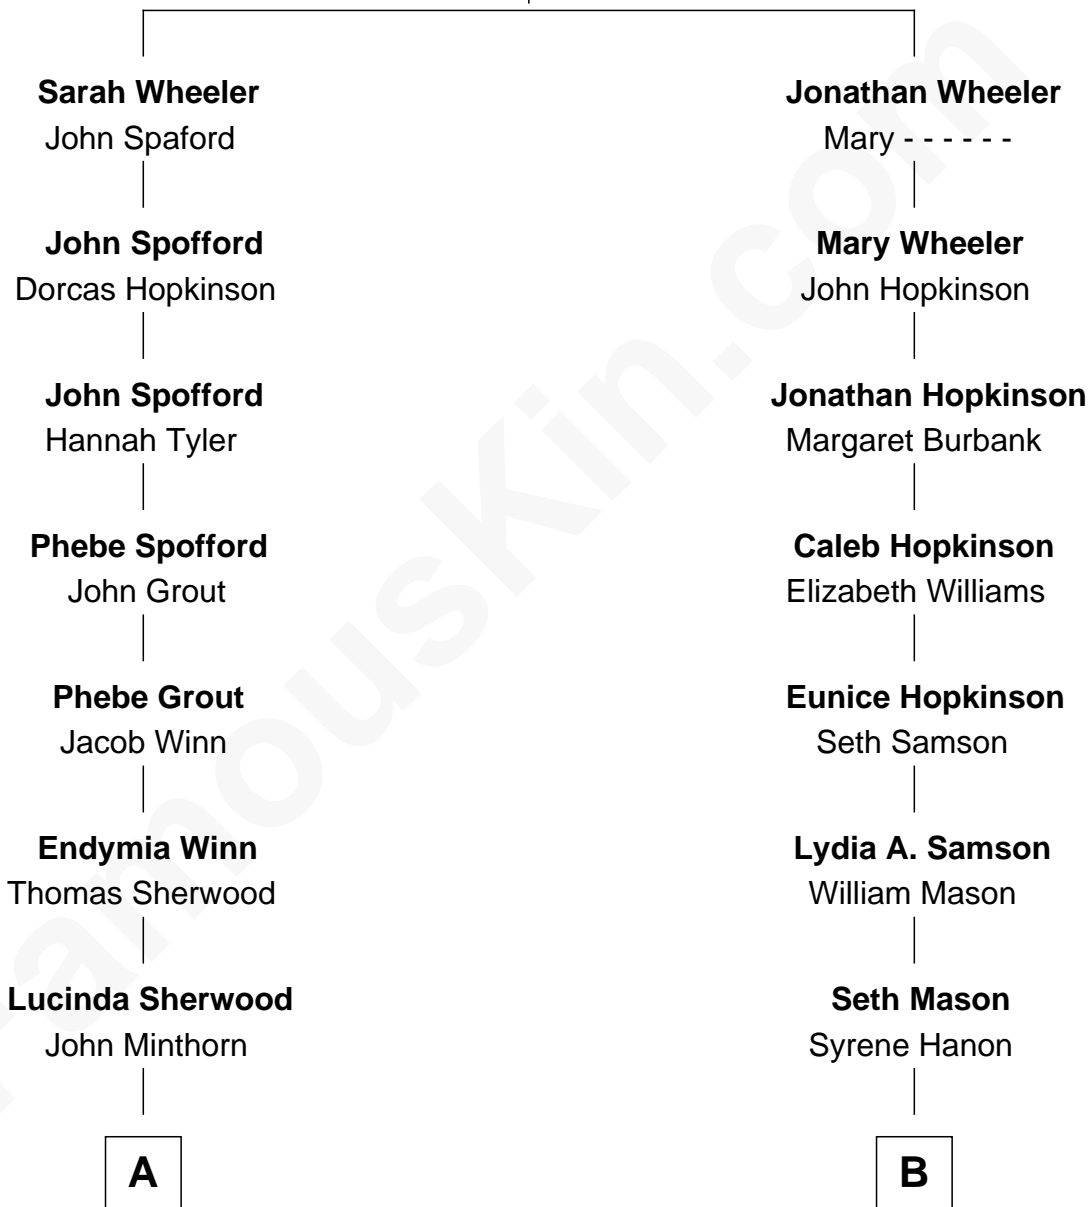 Sarah Wheeler
John Spaford
John Spofford
Dorcas Hopkinson
John Spofford
Hannah Tyler
Phebe Spofford
John Grout
Phebe Grout
Jacob Winn
Endymia Winn
Thomas Sherwood
Lucinda Sherwood
John Minthorn
A
Jonathan Wheeler
Mary - - - - - -
Mary Wheeler
John Hopkinson
Jonathan Hopkinson
Margaret Burbank
Caleb Hopkinson
Elizabeth Williams
Eunice Hopkinson
Seth Samson
Lydia A. Samson
William Mason
Seth Mason
Syrene Hanon
B
FamousKin.com